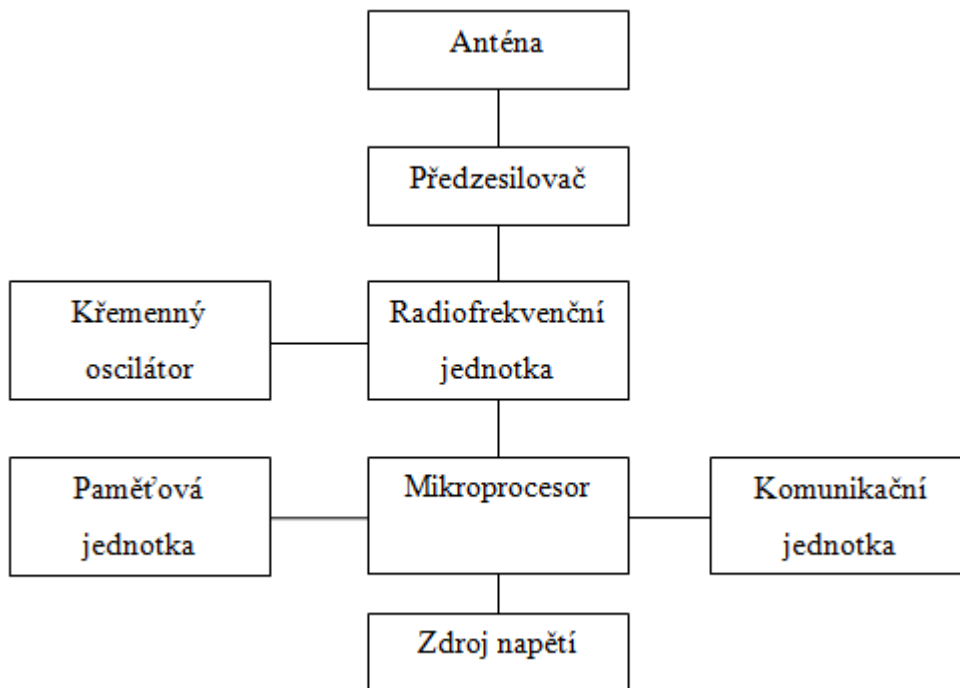 Anténa
Předzesilovač
Křemenný
oscilátor
Radiofrekvenční
jednotka
Paměťová
jednotka
Mikroprocesor
Komunikační
jednotka
Zdroj napětí